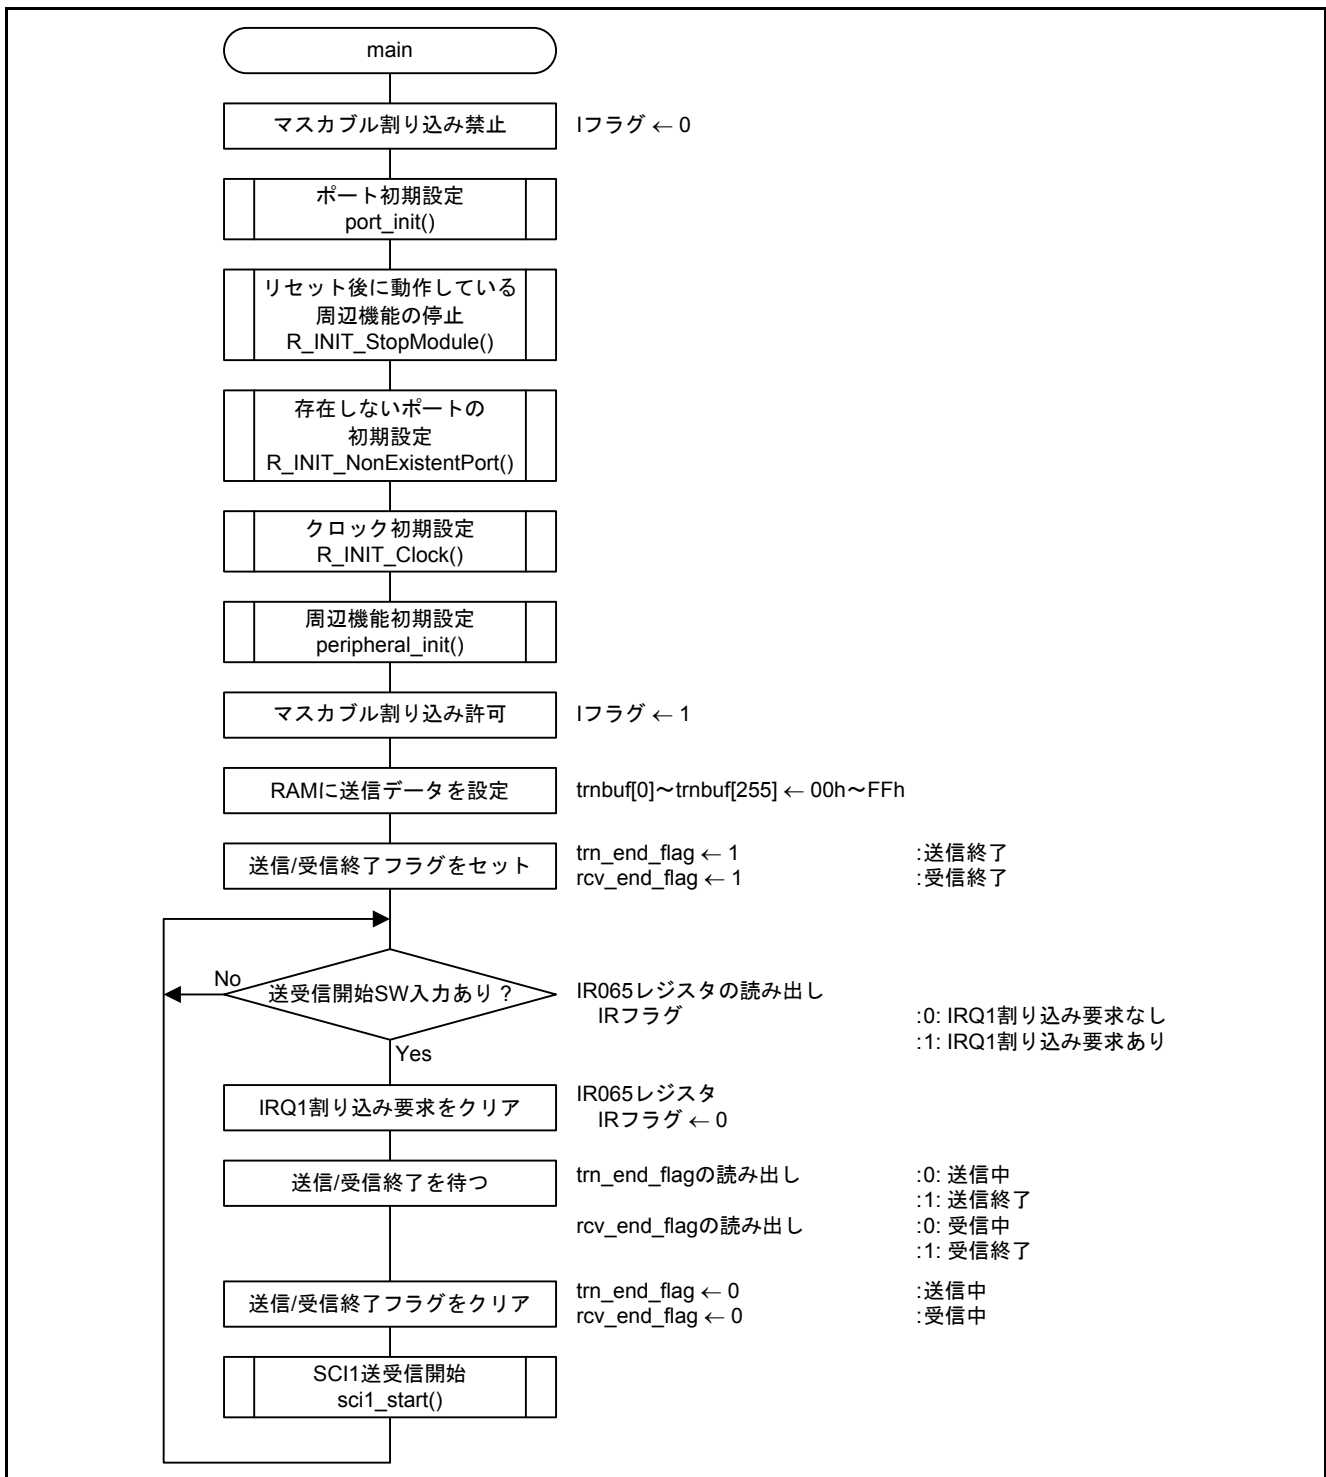 main
マスカブル割り込み禁止
Iフラグ ← 0
ポート初期設定
port_init()
リセット後に動作している
周辺機能の停止
R_INIT_StopModule()
存在しないポートの
初期設定
R_INIT_NonExistentPort()
クロック初期設定
R_INIT_Clock()
周辺機能初期設定
peripheral_init()
マスカブル割り込み許可
Iフラグ ← 1
RAMに送信データを設定
trnbuf[0]～trnbuf[255] ← 00h～FFh
送信/受信終了フラグをセット
trn_end_flag ← 1 :送信終了
rcv_end_flag ← 1 :受信終了
No
送受信開始SW入力あり？
IR065レジスタの読み出し
IRフラグ :0: IRQ1割り込み要求なし
:1: IRQ1割り込み要求あり
Yes
IRQ1割り込み要求をクリア
IR065レジスタ
IRフラグ ← 0
送信/受信終了を待つ
trn_end_flagの読み出し :0: 送信中
:1: 送信終了
rcv_end_flagの読み出し :0: 受信中
:1: 受信終了
送信/受信終了フラグをクリア
trn_end_flag ← 0 :送信中
rcv_end_flag ← 0 :受信中
SCI1送受信開始
sci1_start()